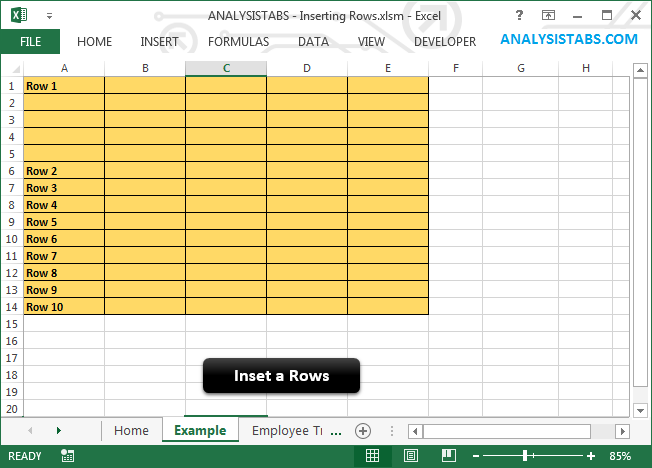 ANALYSISTABS - Inserting Rows.xlsm - Excel
?
FILE HOME INSERT FORMULAS DATA VIEW DEVELOPER ANALYSISTABS.COM
A B C D E F G H
1 Row 1
2
3
4
5
6 Row 2
7 Row 3
8 Row 4
9 Row 5
10 Row 6
11 Row 7
12 Row 8
13 Row 9
14 Row 10
15
16
17
18
19
20
Inset a Rows
Home Example Employee Tr ...
READY 85%